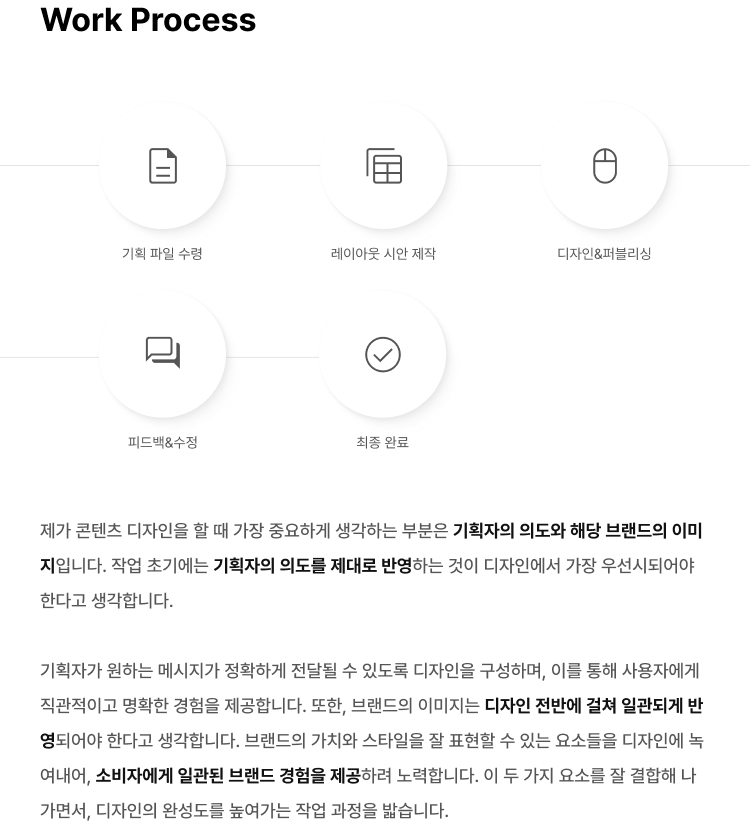 Work Process
기획 파일 수령
레이아웃 시안 제작
디자인&퍼블리싱
피드백&수정
최종 완료
제가 콘텐츠 디자인을 할 때 가장 중요하게 생각하는 부분은 기획자의 의도와 해당 브랜드의 이미
지입니다. 작업 초기에는 기획자의 의도를 제대로 반영하는 것이 디자인에서 가장 우선시되어야
한다고 생각합니다.
기획자가 원하는 메시지가 정확하게 전달될 수 있도록 디자인을 구성하며, 이를 통해 사용자에게
직관적이고 명확한 경험을 제공합니다. 또한, 브랜드의 이미지는 디자인 전반에 걸쳐 일관되게 반
영되어야 한다고 생각합니다. 브랜드의 가치와 스타일을 잘 표현할 수 있는 요소들을 디자인에 녹
여내어, 소비자에게 일관된 브랜드 경험을 제공하려 노력합니다. 이 두 가지 요소를 잘 결합해 나
가면서, 디자인의 완성도를 높여가는 작업 과정을 밟습니다.